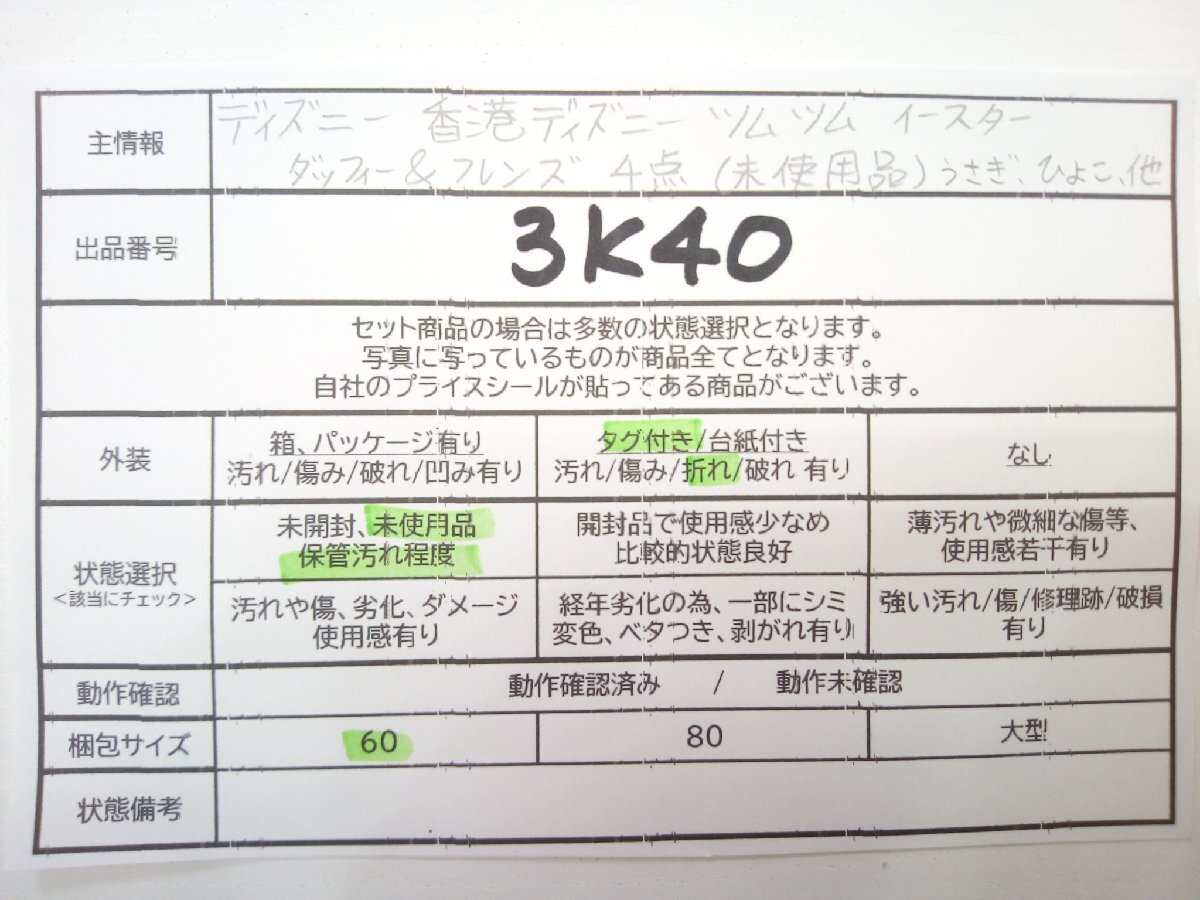 主情報
ディズニー 香港ディズニー ツムツム イースター
ダッフィー&フレンズ 4点 (未使用品) うさぎ、ひよこ、他
出品番号
3K40
セット商品の場合は多数の状態選択となります。
写真に写っているものが商品全てとなります。
自社のプライスシールが貼ってある商品がございます。
外装
箱、パッケージ有り
汚れ/傷み/破れ/凹み有り
タグ付き/台紙付き
汚れ/傷み/折れ/破れ 有り
なし
状態選択
<該当にチェック>
未開封、未使用品
保管汚れ程度
開封品で使用感少なめ
比較的状態良好
薄汚れや微細な傷等、
使用感若干有り
汚れや傷、劣化、ダメージ
使用感有り
経年劣化の為、一部にシミ
変色、ベタつき、剥がれ有り
強い汚れ/傷/修理跡/破損
有り
動作確認
動作確認済み / 動作未確認
梱包サイズ
60
80
大型
状態備考